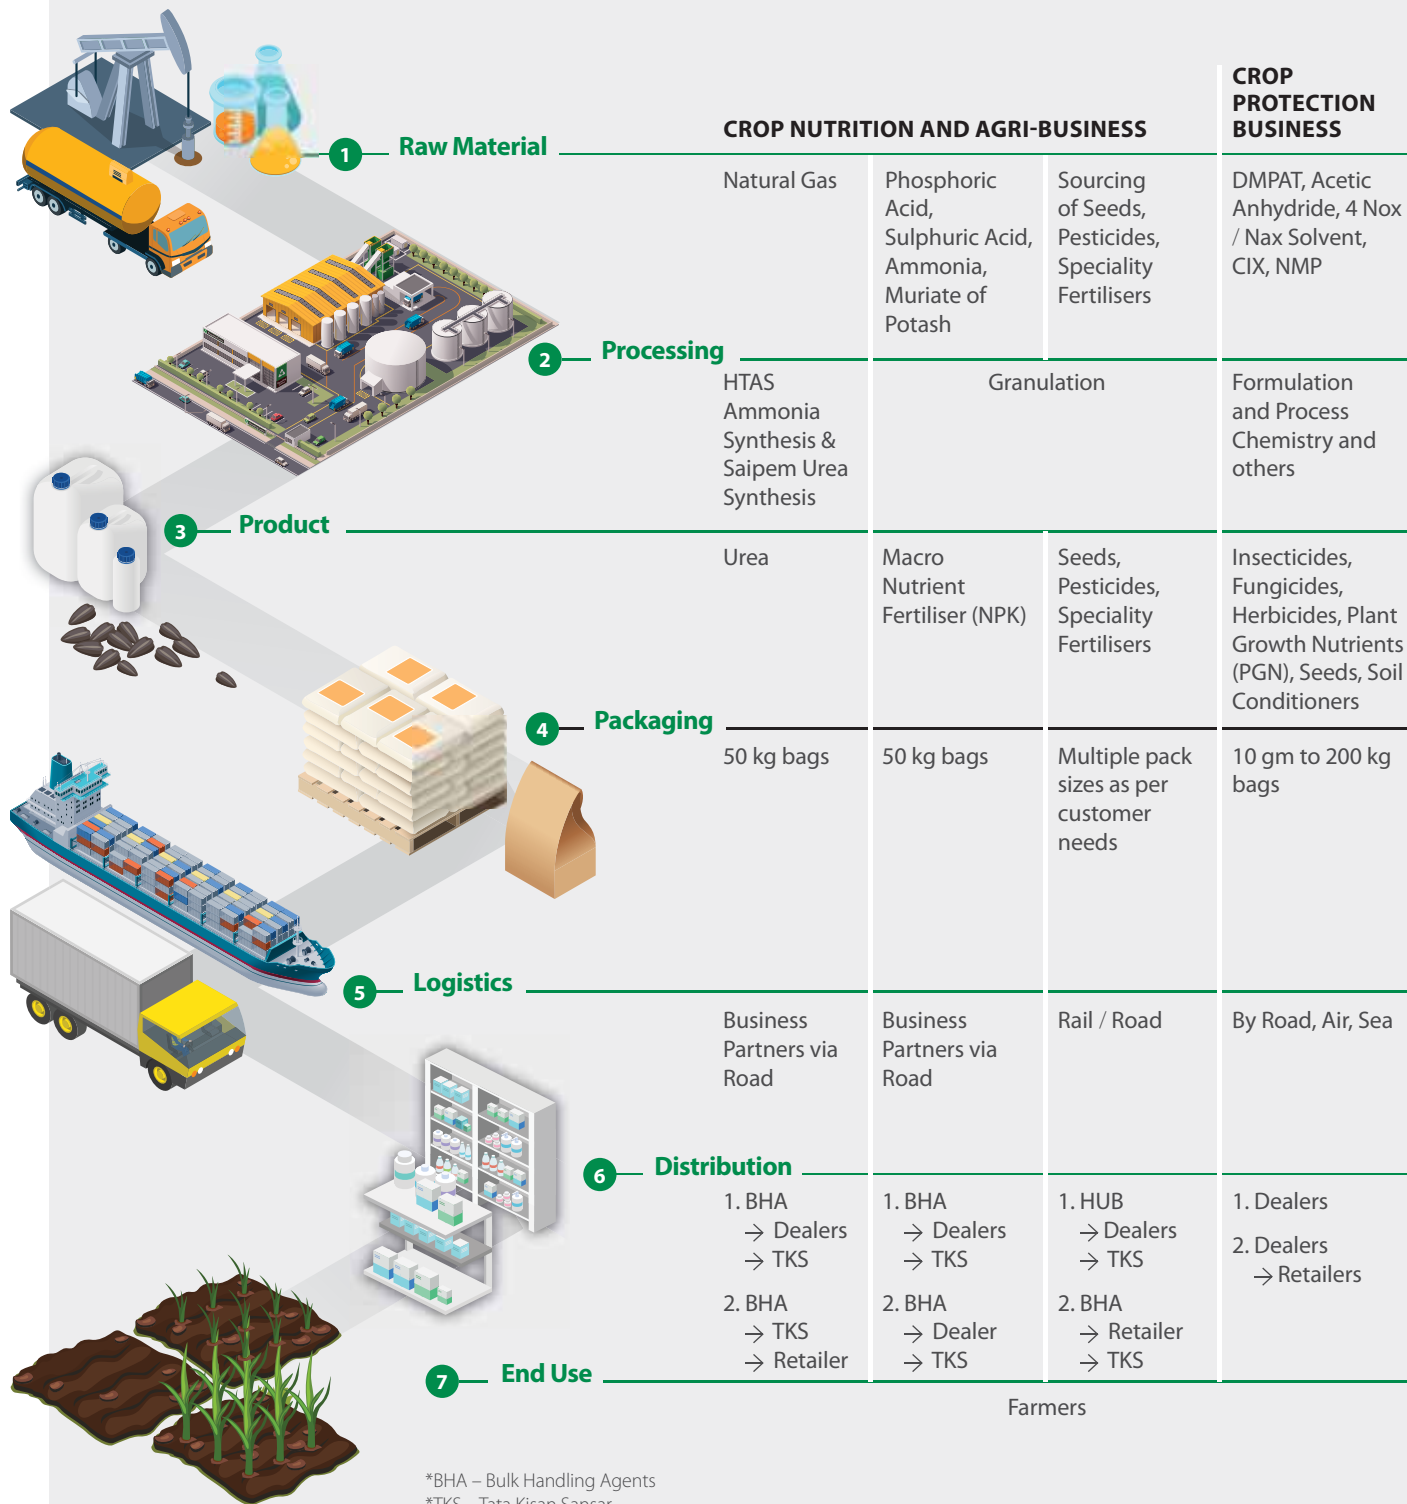 CROP NUTRITION AND AGRI-BUSINESS
CROP
PROTECTION
BUSINESS
1 Raw Material
Natural Gas
Phosphoric
Acid,
Sulphuric Acid,
Ammonia,
Muriate of
Potash
Sourcing
of Seeds,
Pesticides,
Speciality
Fertilisers
DMPAT, Acetic
Anhydride, 4 Nox
/ Nax Solvent,
CIX, NMP
2 Processing
HTAS
Ammonia
Synthesis &
Saipem Urea
Synthesis
Granulation
Formulation
and Process
Chemistry and
others
3 Product
Urea
Macro
Nutrient
Fertiliser (NPK)
Seeds,
Pesticides,
Speciality
Fertilisers
Insecticides,
Fungicides,
Herbicides, Plant
Growth Nutrients
(PGN), Seeds, Soil
Conditioners
4 Packaging
50 kg bags
50 kg bags
Multiple pack
sizes as per
customer
needs
10 gm to 200 kg
bags
5 Logistics
Business
Partners via
Road
Business
Partners via
Road
Rail / Road
By Road, Air, Sea
6 Distribution
1. BHA
→ Dealers
→ TKS
2. BHA
→ TKS
→ Retailer
1. BHA
→ Dealers
→ TKS
2. BHA
→ Dealer
→ TKS
1. HUB
→ Dealers
→ TKS
2. BHA
→ Retailer
→ TKS
1. Dealers
2. Dealers
→ Retailers
7 End Use
Farmers
*BHA – Bulk Handling Agents
*TKS – Tata Kisan Sansar